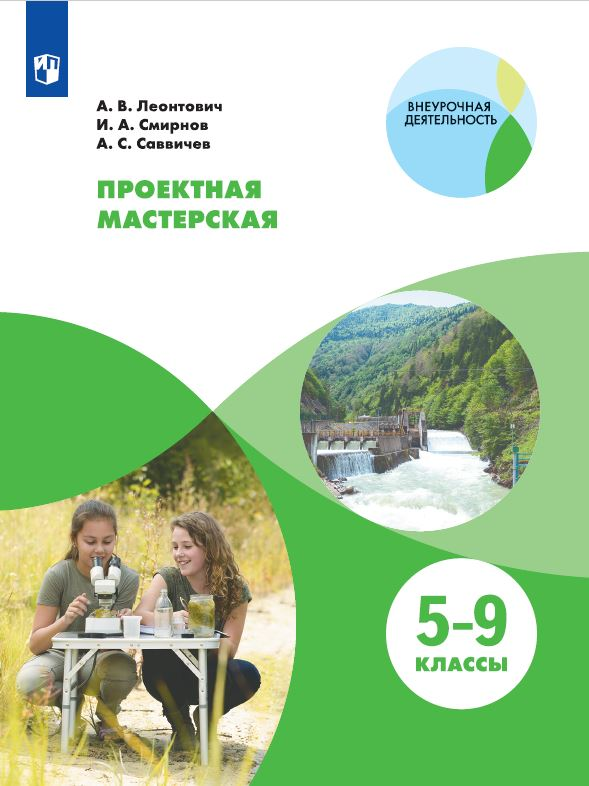 А. В. Леонтович
И. А. Смирнов
А. С. Саввичев
ПРОЕКТНАЯ
МАСТЕРСКАЯ
ВНЕУРОЧНАЯ
ДЕЯТЕЛЬНОСТЬ
5–9
КЛАССЫ